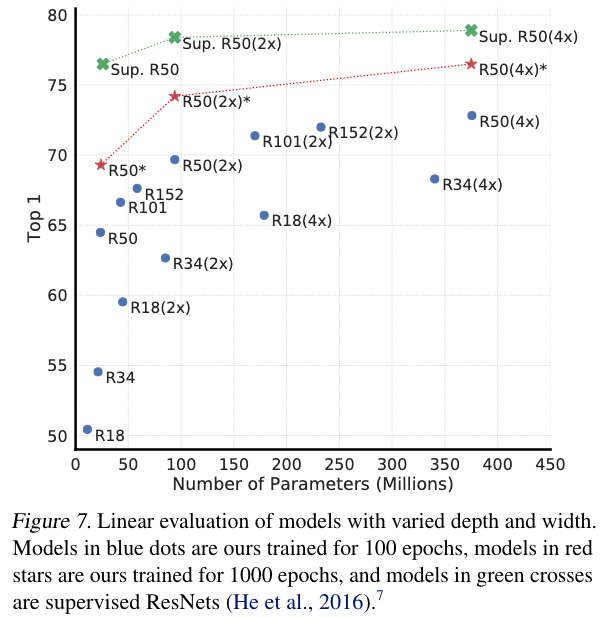 80
75
70
65
60
55
50
Top 1
Sup. R50
Sup. R50(2x)
Sup. R50(4x)
R50(4x)*
R50(2x)*
R50*
R50(4x)
R152(2x)
R101(2x)
R50(2x)
R34(4x)
R152
R101
R18(4x)
R50
R34(2x)
R18(2x)
R34
R18
0 50 100 150 200 250 300 350 400 450
Number of Parameters (Millions)
Figure 7. Linear evaluation of models with varied depth and width.
Models in blue dots are ours trained for 100 epochs, models in red
stars are ours trained for 1000 epochs, and models in green crosses
are supervised ResNets (He et al., 2016).7